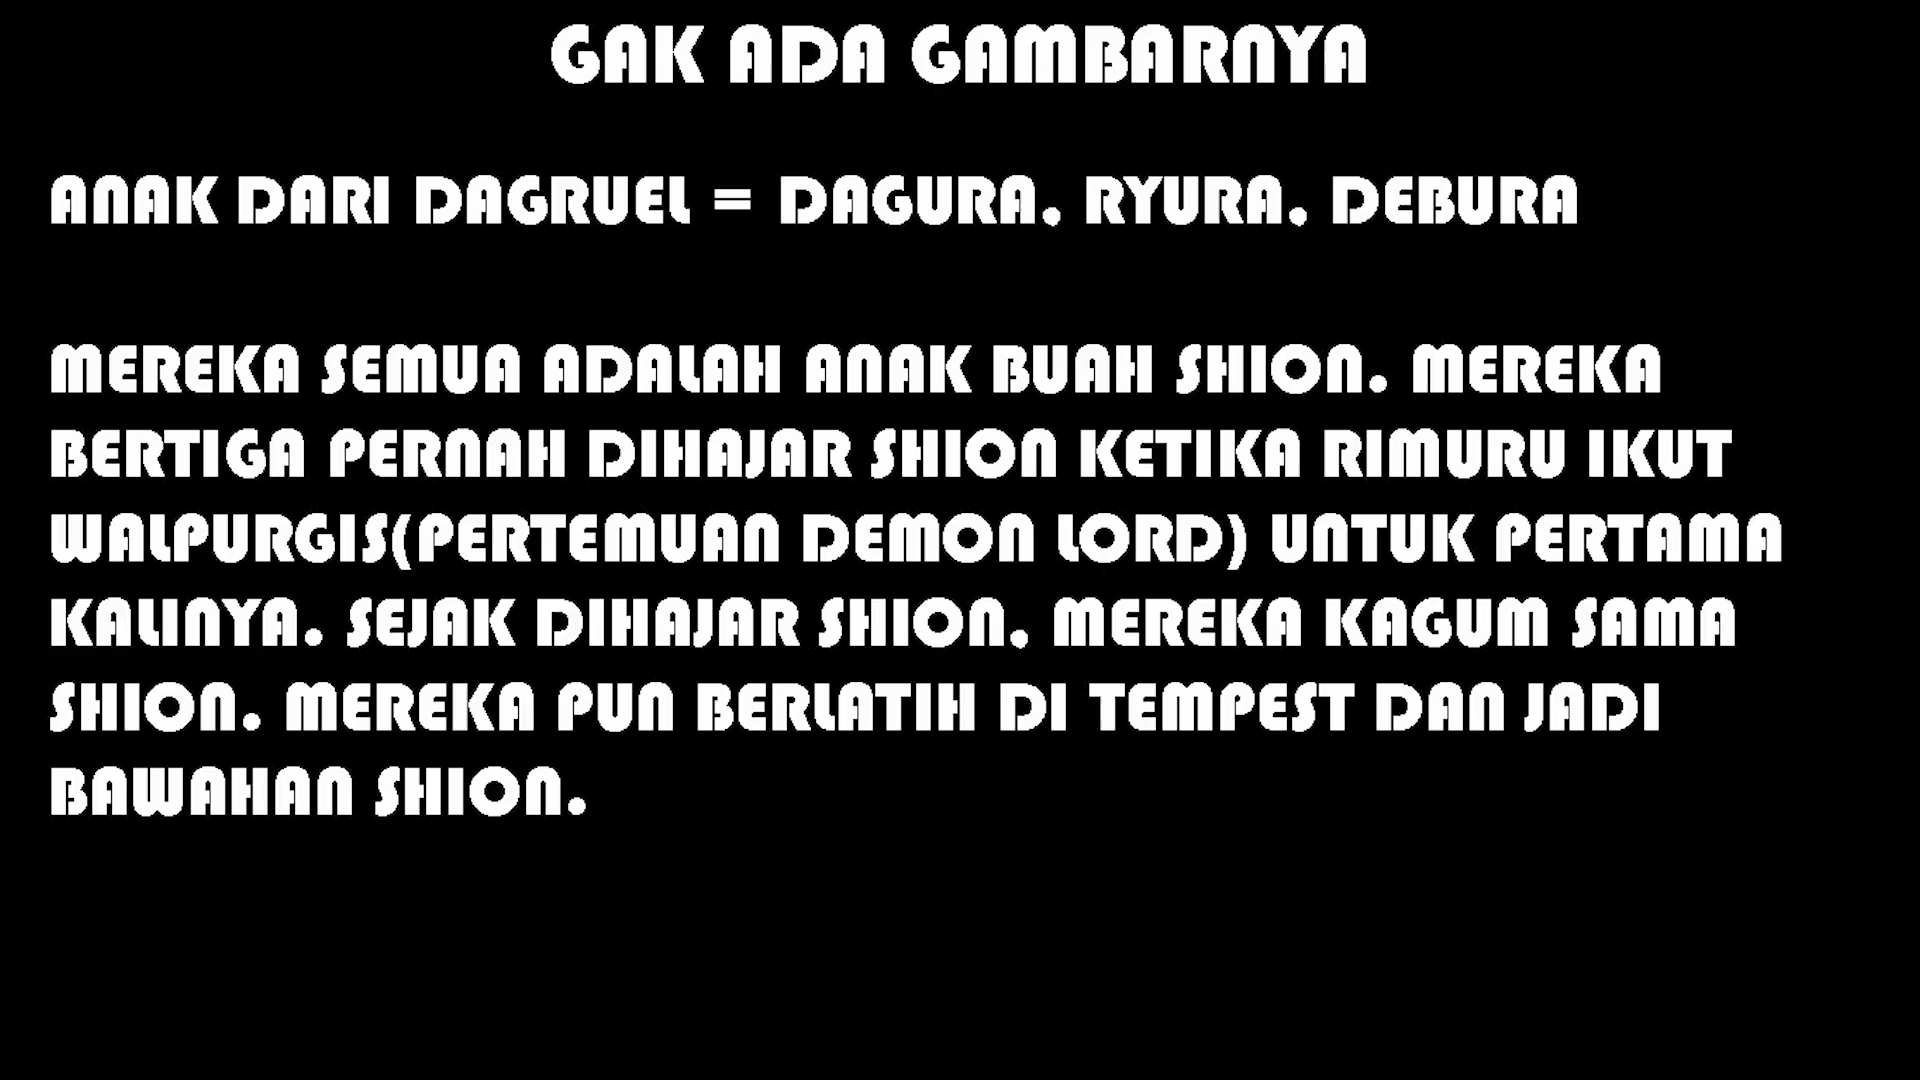 GAK ADA GAMBARNYA
ANAK DARI DAGRUEL = DAGURA, RYURA, DEBURA
MEREKA SEMUA ADALAH ANAK BUAH SHION. MEREKA
BERTIGA PERNAH DIHAJAR SHION KETIKA RIMURU IKUT
WALPURGIS(PERTEMUAN DEMON LORD) UNTUK PERTAMA
KALINYA. SEJAK DIHAJAR SHION, MEREKA KAGUM SAMA
SHION. MEREKA PUN BERLATIH DI TEMPEST DAN JADI
BAWAHAN SHION.